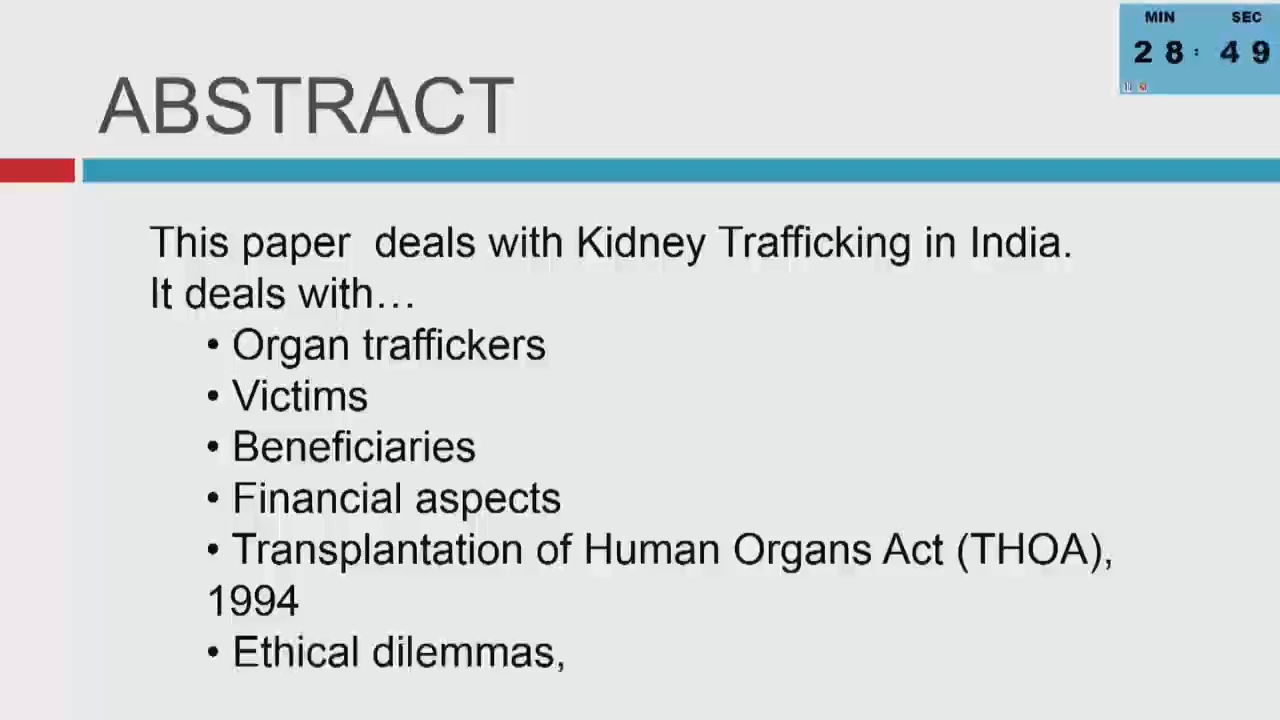 MIN SEC
28:49
ABSTRACT
This paper deals with Kidney Trafficking in India.
It deals with…
• Organ traffickers
• Victims
• Beneficiaries
• Financial aspects
• Transplantation of Human Organs Act (THOA),
1994
• Ethical dilemmas,